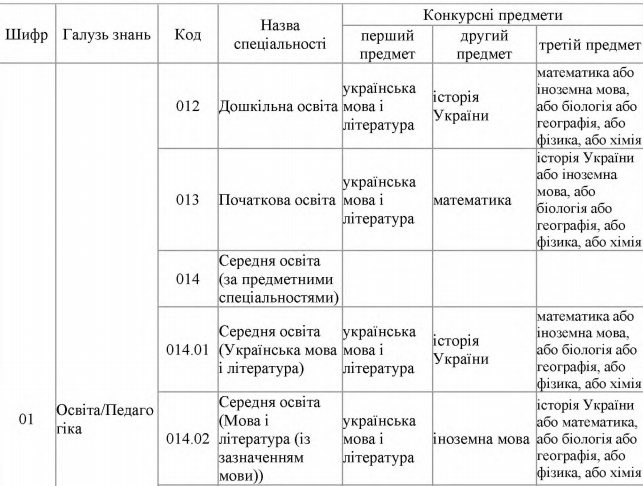 Шифр
Галузь знань
Код
Назва
спеціальності
Конкурсні предмети
перший
предмет
другий
предмет
третій предмет
01
Освіта/Педаго
гіка
012
Дошкільна освіта
українська
мова і
література
історія
України
математика або
іноземна мова,
або біологія або
географія, або
фізика, або хімія
013
Початкова освіта
українська
мова і
література
математика
історія України
або іноземна
мова, або
біологія або
географія, або
фізика, або хімія
014
Середня освіта
(за предметними
спеціальностями)
014.01
Середня освіта
(Українська мова
і література)
українська
мова і
література
історія
України
математика або
іноземна мова,
або біологія або
географія, або
фізика, або хімія
014.02
Середня освіта
(Мова і
література (із
зазначенням
мови))
українська
мова і
література
іноземна мова
історія України
або математика,
або біологія або
географія, або
фізика, або хімія